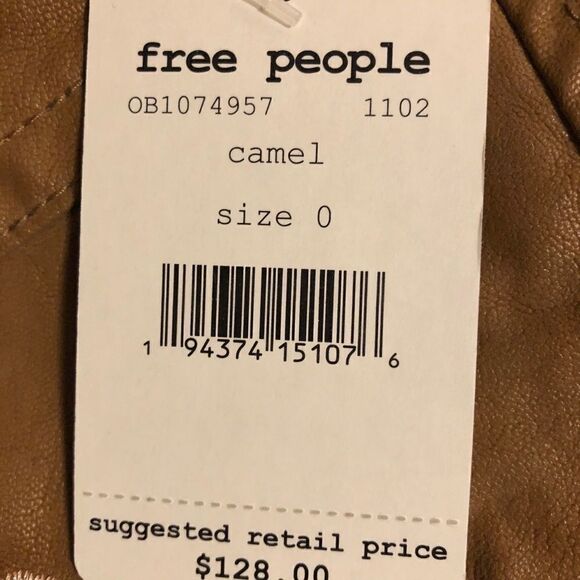 free people
OB1074957 1102
camel
size 0
1 94374 15107 6
suggested retail price
$128.00